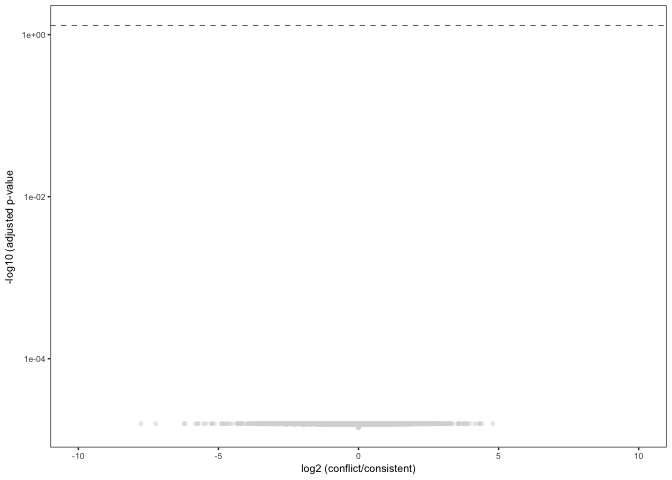 1e+00
1e-02
1e-04
-log10 (adjusted p-value
-10
-5
0
5
10
log2 (conflict/consistent)